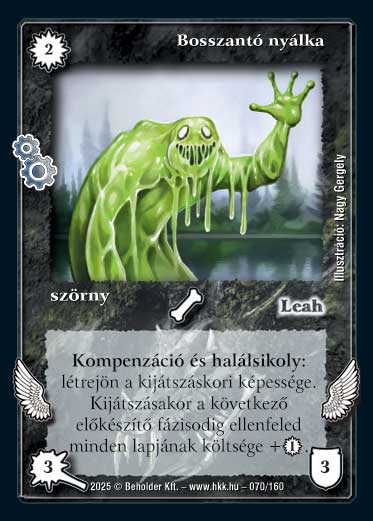 2
Bosszantó nyálka
Illusztráció: Nagy Gergely
szörny
Leah
Kompenzáció és halálsikoly:
létrejön a kijátszáskori képessége.
Kijátszásakor a következő
előkészítő fázisodig ellenfeled
minden lapjának költsége +1.
3
3
2025 © Beholder Kft. – www.hkk.hu – 070/160